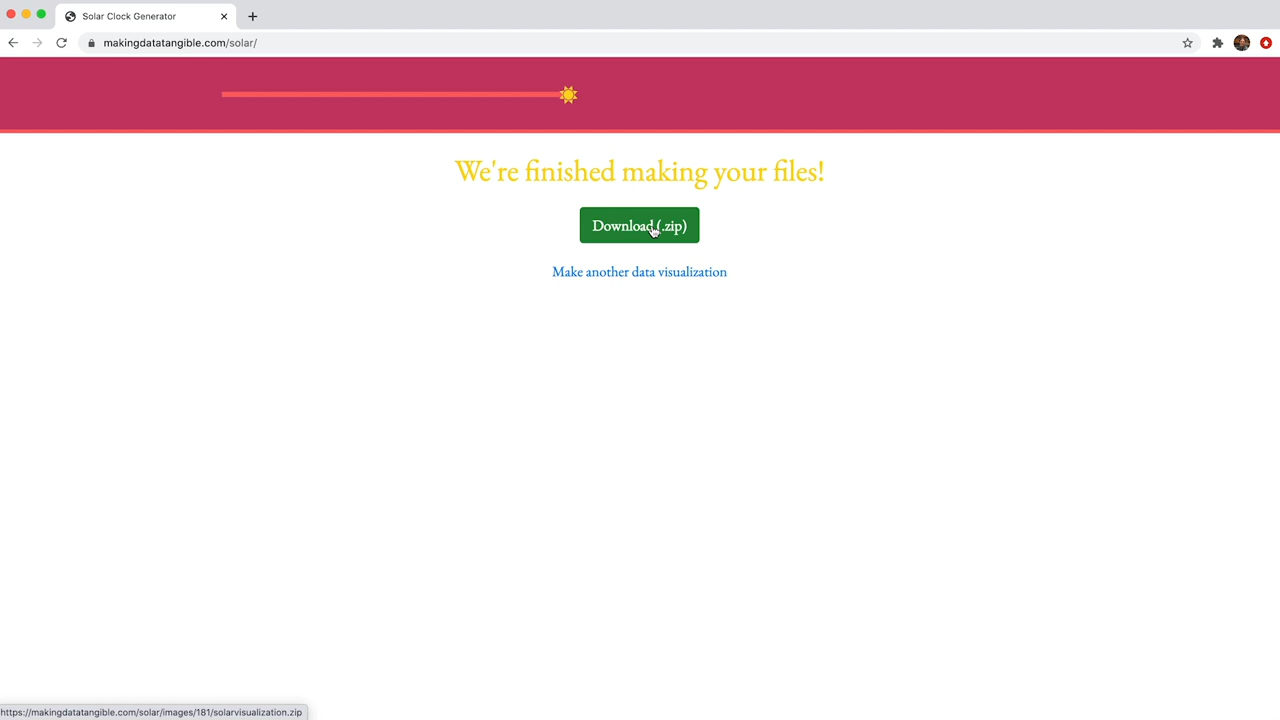 Solar Clock Generator
makingdatatangible.com/solar/
We're finished making your files!
Download (.zip)
Make another data visualization
https://makingdatatangible.com/solar/images/181/solarvisualization.zip